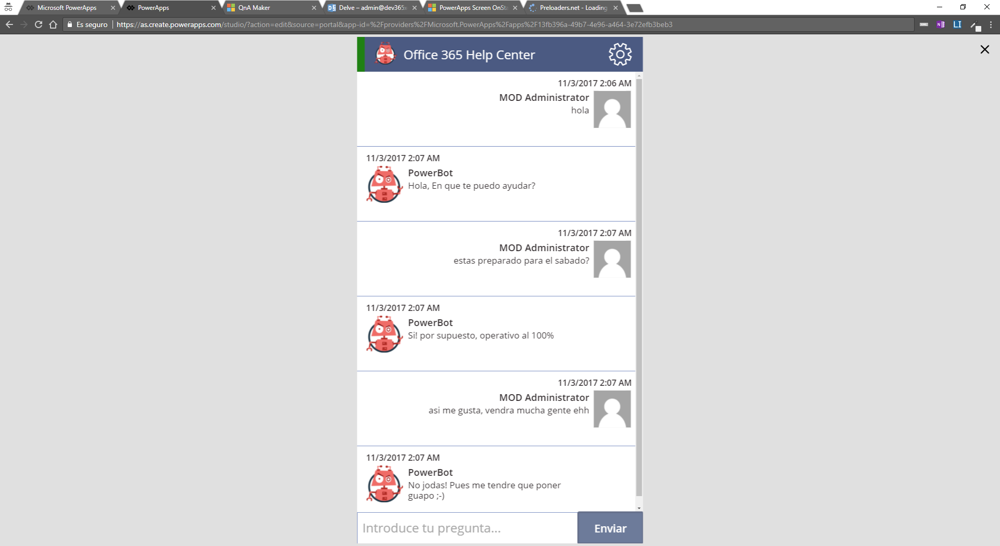 Microsoft PowerApps
PowerApps
QnA Maker
Delve – admin@dev365x
PowerApps Screen OnSta
Preloaders.net - Loading
Es seguro
https://as.create.powerapps.com/studio/?action=edit&source=portal&app-id=%2Fproviders%2FMicrosoft.PowerApps%2Fapps%2F13fb396a-49b7-4e96-a464-3e72efb3beb3
Office 365 Help Center
11/3/2017 2:06 AM
MOD Administrator
hola
11/3/2017 2:07 AM
PowerBot
Hola, En que te puedo ayudar?
11/3/2017 2:07 AM
MOD Administrator
estas preparado para el sabado?
11/3/2017 2:07 AM
PowerBot
Si! por supuesto, operativo al 100%
11/3/2017 2:07 AM
MOD Administrator
asi me gusta, vendra mucha gente ehh
11/3/2017 2:07 AM
PowerBot
No jodas! Pues me tendre que poner
guapo ;-)
Introduce tu pregunta...
Enviar